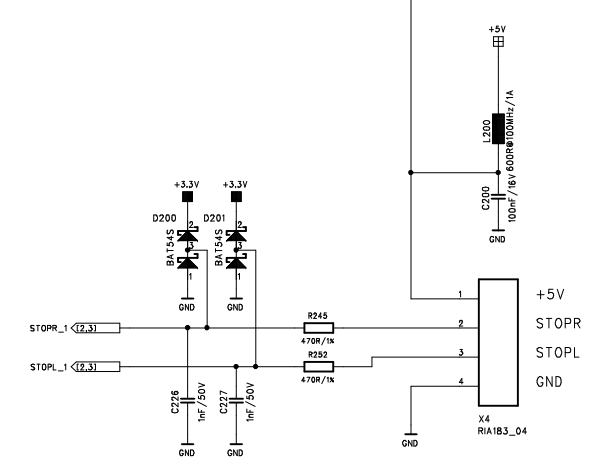 +5V
L200
600R@100MHz/1A
C200
100nF/16V
GND
+3.3V
+3.3V
D200
D201
BAT54S
2
3
1
BAT54S
2
3
1
GND
GND
STOPR_1
[2,3]
R245
470R/1%
STOPL_1
[2,3]
R252
470R/1%
C226
1nF/50V
C227
1nF/50V
GND
GND
GND
1
+5V
2
STOPR
3
STOPL
4
GND
X4
RIA183_04